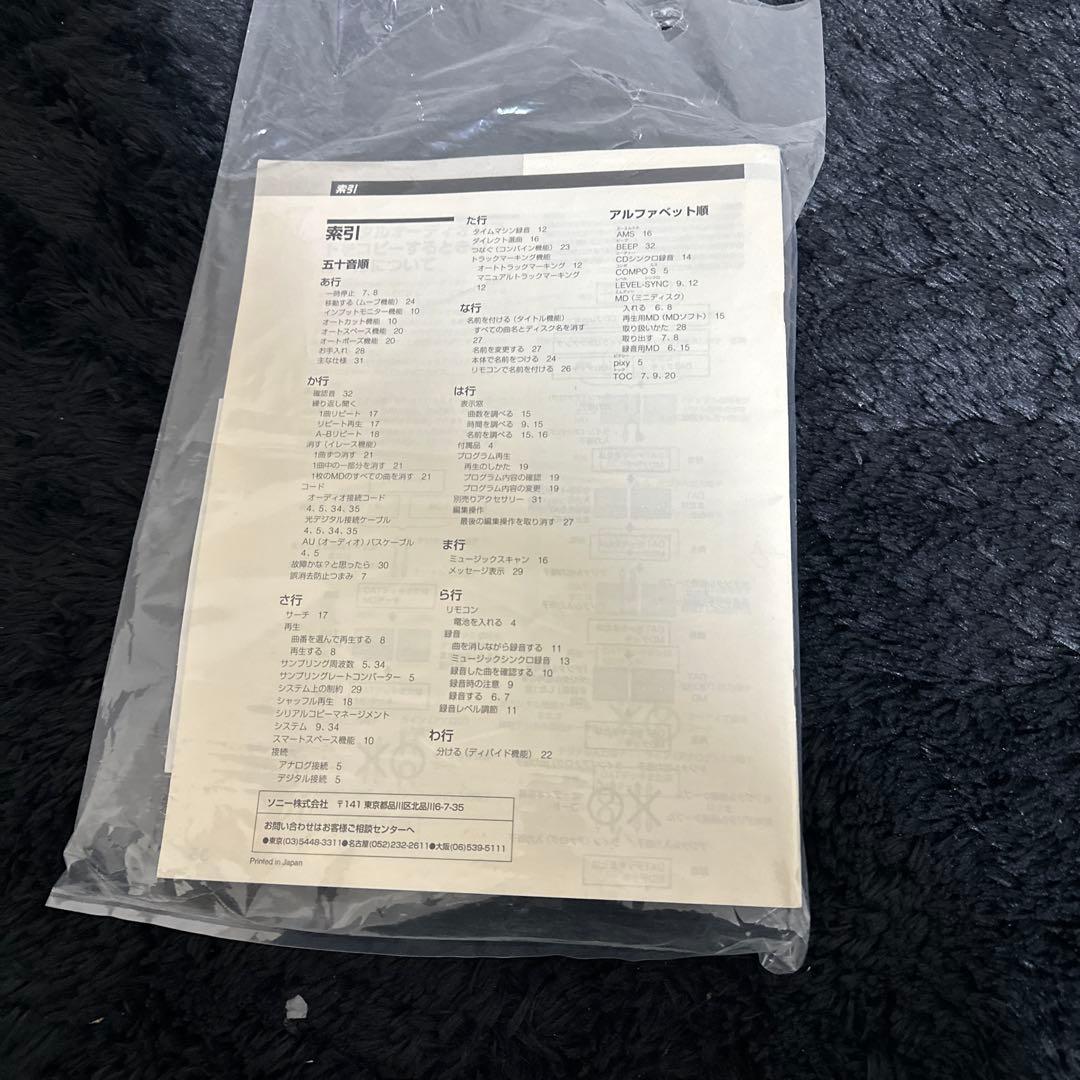 索引
索引
五十音順
あ行
一時停止 7、8
移動する(ムーブ機能) 24
インプットモニター機能 10
オートカット機能 10
オートスペース機能 20
オートポーズ機能 20
お手入れ 28
主な仕様 31
か行
確認音 32
繰り返し聞く
1曲リピート 17
リピート再生 17
A-Bリピート 18
消す(イレース機能)
1曲ずつ消す 21
1曲中の一部分を消す 21
1枚のMDのすべての曲を消す 21
コード
オーディオ接続コード
4、5、34、35
光デジタル接続ケーブル
4、5、34、35
AU(オーディオ)バスケーブル
4、5
故障かな?と思ったら 30
誤消去防止つまみ 7
さ行
サーチ 17
再生
曲番を選んで再生する 8
再生する 8
サンプリング周波数 5、34
サンプリングレートコンバーター 5
システム上の制約 29
シャッフル再生 18
シリアルコピーマネージメント
システム 9、34
スマートスペース機能 10
接続
アナログ接続 5
デジタル接続 5
た行
タイムマシン録音 12
ダイレクト選曲 16
つなぐ(コンバイン機能) 23
トラックマーキング機能
オートトラックマーキング 12
マニュアルトラックマーキング
12
な行
名前を付ける(タイトル機能)
すべての曲名とディスク名を消す
27
名前を変更する 27
本体で名前をつける 24
リモコンで名前を付ける 26
は行
表示窓
曲数を調べる 15
時間を調べる 9、15
名前を調べる 15、16
付属品 4
プログラム再生
再生のしかた 19
プログラム内容の確認 19
プログラム内容の変更 19
別売りアクセサリー 31
編集操作
最後の編集操作を取り消す 27
ま行
ミュージックスキャン 16
メッセージ表示 29
ら行
リモコン
電池を入れる 4
録音
曲を消しながら録音する 11
ミュージックシンクロ録音 13
録音した曲を確認する 10
録音時の注意 9
録音する 6、7
録音レベル調節 11
わ行
分ける(ディバイド機能) 22
アルファベット順
エーエムエス
AMS 16
ビープ
BEEP 32
シーディー
CDシンクロ録音 14
コンポ エス
COMPO S 5
レベル シンクロ
LEVEL-SYNC 9、12
エムディー
MD(ミニディスク)
入れる 6、8
再生用MD(MDソフト) 15
取り扱いかた 28
取り出す 7、8
録音用MD 6、15
ピクシー
pixy 5
トック
TOC 7、9、20
ソニー株式会社 〒141 東京都品川区北品川6-7-35
お問い合わせはお客様ご相談センターへ
●東京(03)5448-3311●名古屋(052)232-2611●大阪(06)539-5111
Printed in Japan